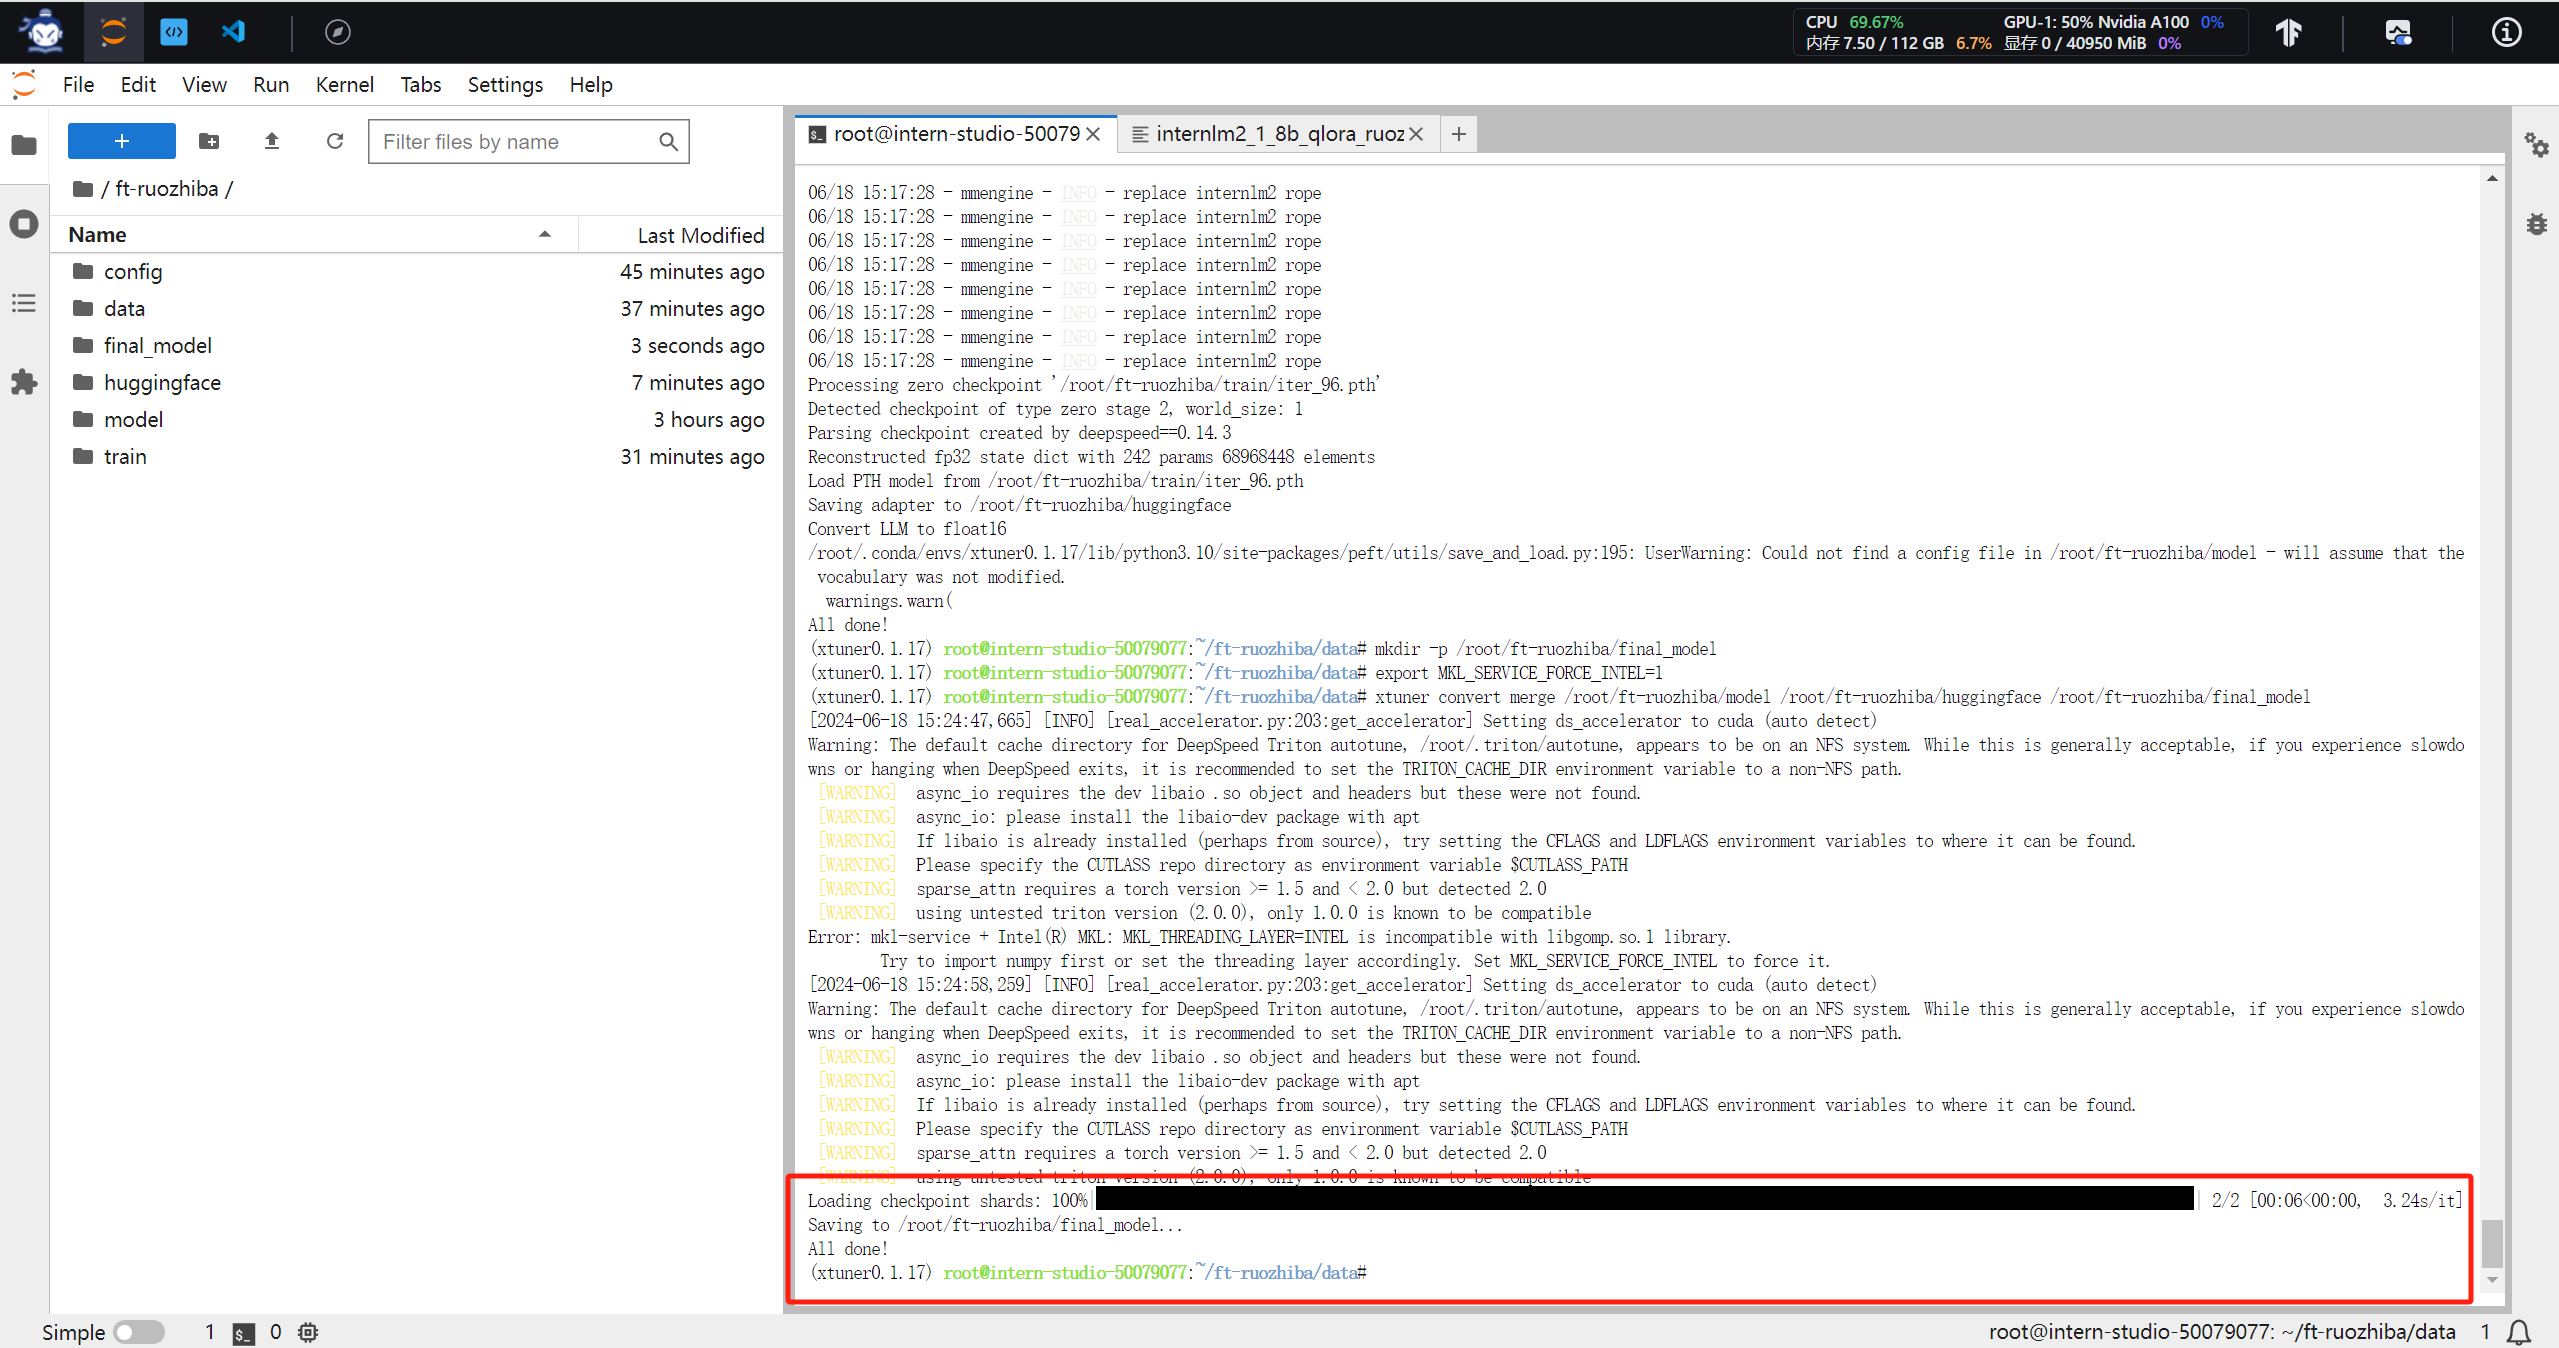 CPU 69.67% GPU-1: 50% Nvidia A100 0%
内存 7.50 / 112 GB 6.7% 显存 0 / 40950 MiB 0%
File Edit View Run Kernel Tabs Settings Help
root@intern-studio-50079 internlm2_1_8b_qlora_ruoz
Filter files by name
/ ft-ruozhiba /
Name Last Modified
config 45 minutes ago
data 37 minutes ago
final_model 3 seconds ago
huggingface 7 minutes ago
model 3 hours ago
train 31 minutes ago
06/18 15:17:28 - mmengine - INFO - replace internlm2 rope
06/18 15:17:28 - mmengine - INFO - replace internlm2 rope
06/18 15:17:28 - mmengine - INFO - replace internlm2 rope
06/18 15:17:28 - mmengine - INFO - replace internlm2 rope
06/18 15:17:28 - mmengine - INFO - replace internlm2 rope
06/18 15:17:28 - mmengine - INFO - replace internlm2 rope
06/18 15:17:28 - mmengine - INFO - replace internlm2 rope
06/18 15:17:28 - mmengine - INFO - replace internlm2 rope
Processing zero checkpoint '/root/ft-ruozhiba/train/iter_96.pth'
Detected checkpoint of type zero stage 2, world_size: 1
Parsing checkpoint created by deepspeed==0.14.3
Reconstructed fp32 state dict with 242 params 68968448 elements
Load PTH model from /root/ft-ruozhiba/train/iter_96.pth
Saving adapter to /root/ft-ruozhiba/huggingface
Convert LLM to float16
/root/.conda/envs/xtuner0.1.17/lib/python3.10/site-packages/peft/utils/save_and_load.py:195: UserWarning: Could not find a config file in /root/ft-ruozhiba/model - will assume that the
vocabulary was not modified.
warnings.warn(
All done!
(xtuner0.1.17) root@intern-studio-50079077:~/ft-ruozhiba/data# mkdir -p /root/ft-ruozhiba/final_model
(xtuner0.1.17) root@intern-studio-50079077:~/ft-ruozhiba/data# export MKL_SERVICE_FORCE_INTEL=1
(xtuner0.1.17) root@intern-studio-50079077:~/ft-ruozhiba/data# xtuner convert merge /root/ft-ruozhiba/model /root/ft-ruozhiba/huggingface /root/ft-ruozhiba/final_model
[2024-06-18 15:24:47,665] [INFO] [real_accelerator.py:203:get_accelerator] Setting ds_accelerator to cuda (auto detect)
Warning: The default cache directory for DeepSpeed Triton autotune, /root/.triton/autotune, appears to be on an NFS system. While this is generally acceptable, if you experience slowdo
wns or hanging when DeepSpeed exits, it is recommended to set the TRITON_CACHE_DIR environment variable to a non-NFS path.
[WARNING] async_io requires the dev libaio .so object and headers but these were not found.
[WARNING] async_io: please install the libaio-dev package with apt
[WARNING] If libaio is already installed (perhaps from source), try setting the CFLAGS and LDFLAGS environment variables to where it can be found.
[WARNING] Please specify the CUTLASS repo directory as environment variable $CUTLASS_PATH
[WARNING] sparse_attn requires a torch version >= 1.5 and < 2.0 but detected 2.0
[WARNING] using untested triton version (2.0.0), only 1.0.0 is known to be compatible
Error: mkl-service + Intel(R) MKL: MKL_THREADING_LAYER=INTEL is incompatible with libgomp.so.1 library.
Try to import numpy first or set the threading layer accordingly. Set MKL_SERVICE_FORCE_INTEL to force it.
[2024-06-18 15:24:58,259] [INFO] [real_accelerator.py:203:get_accelerator] Setting ds_accelerator to cuda (auto detect)
Warning: The default cache directory for DeepSpeed Triton autotune, /root/.triton/autotune, appears to be on an NFS system. While this is generally acceptable, if you experience slowdo
wns or hanging when DeepSpeed exits, it is recommended to set the TRITON_CACHE_DIR environment variable to a non-NFS path.
[WARNING] async_io requires the dev libaio .so object and headers but these were not found.
[WARNING] async_io: please install the libaio-dev package with apt
[WARNING] If libaio is already installed (perhaps from source), try setting the CFLAGS and LDFLAGS environment variables to where it can be found.
[WARNING] Please specify the CUTLASS repo directory as environment variable $CUTLASS_PATH
[WARNING] sparse_attn requires a torch version >= 1.5 and < 2.0 but detected 2.0
[WARNING] using untested triton version (2.0.0), only 1.0.0 is known to be compatible
Loading checkpoint shards: 100%| | 2/2 [00:06<00:00, 3.24s/it]
Saving to /root/ft-ruozhiba/final_model...
All done!
(xtuner0.1.17) root@intern-studio-50079077:~/ft-ruozhiba/data#
Simple 1 0 root@intern-studio-50079077: ~/ft-ruozhiba/data 1